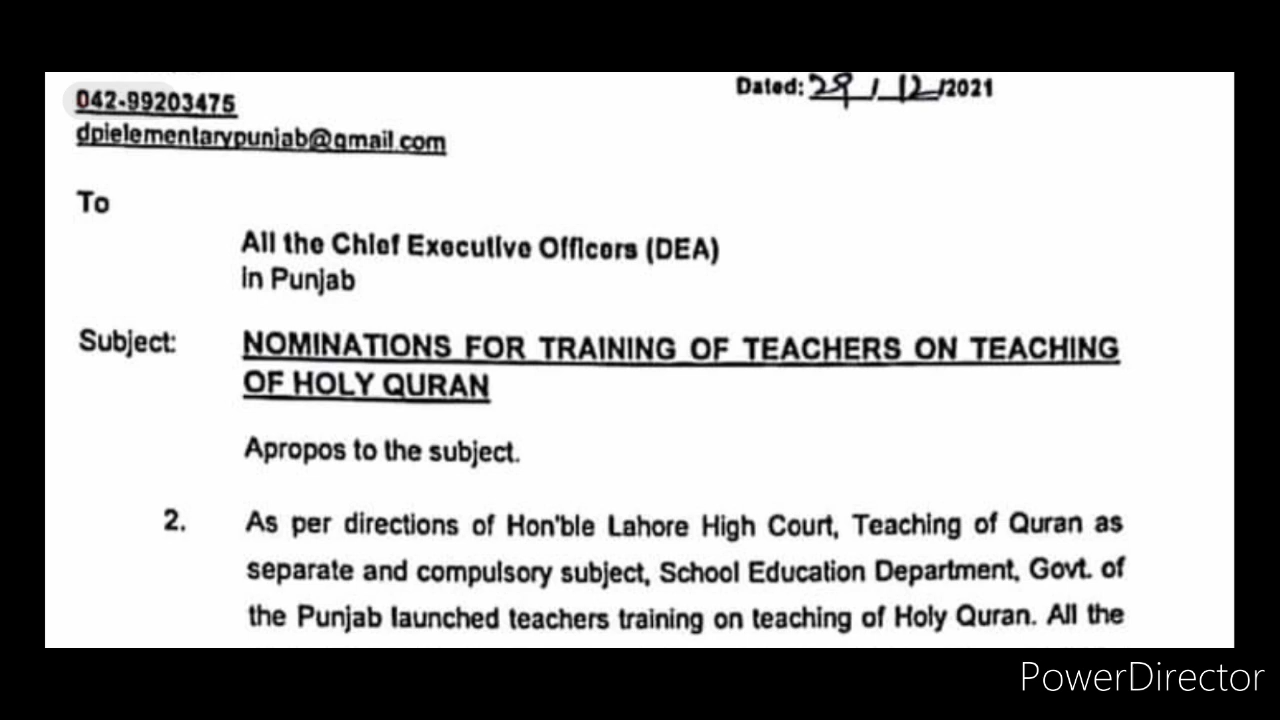 042-99203475
Dated: 29/12/2021
dpielementarypunjab@gmail.com
To
All the Chief Executive Officers (DEA)
in Punjab
Subject: NOMINATIONS FOR TRAINING OF TEACHERS ON TEACHING
OF HOLY QURAN
Apropos to the subject.
2. As per directions of Hon'ble Lahore High Court, Teaching of Quran as
separate and compulsory subject, School Education Department, Govt. of
the Punjab launched teachers training on teaching of Holy Quran. All the
PowerDirector